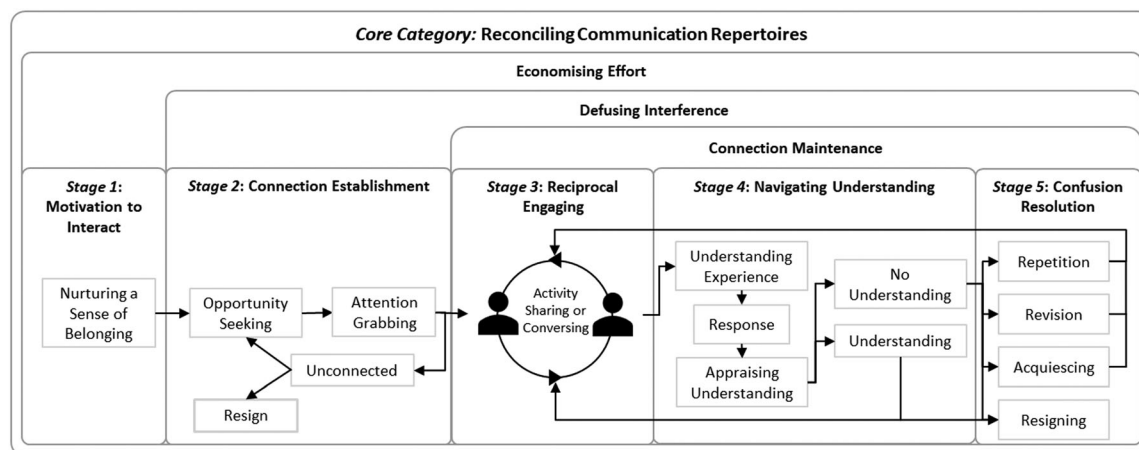 Core Category: Reconciling Communication Repertoires
Economising Effort
Defusing Interference
Connection Maintenance
Stage 1:
Motivation to
Interact
Nurturing a
Sense of
Belonging
Stage 2: Connection Establishment
Opportunity
Seeking
Attention
Grabbing
Unconnected
Resign
Stage 3: Reciprocal
Engaging
Activity
Sharing or
Conversing
Stage 4: Navigating Understanding
Understanding
Experience
Response
Appraising
Understanding
No
Understanding
Understanding
Stage 5: Confusion
Resolution
Repetition
Revision
Acquiescing
Resigning